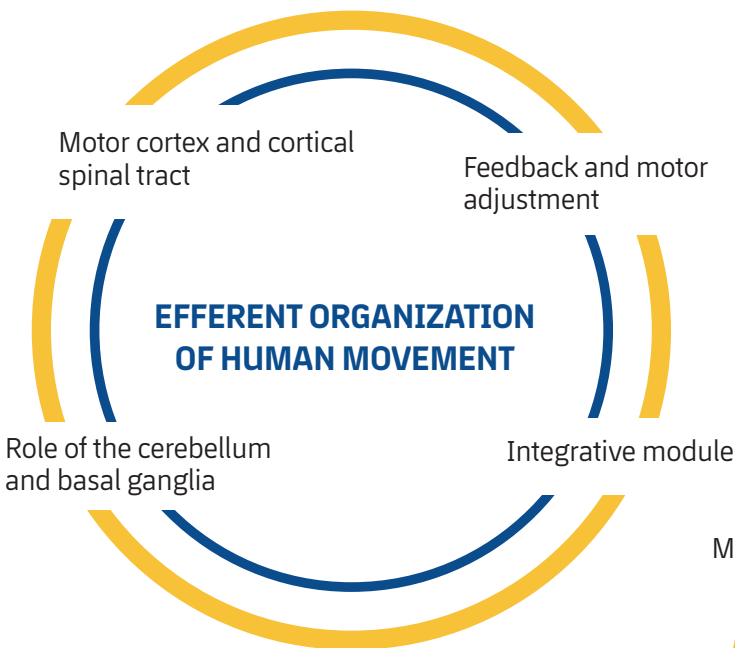 Motor cortex and cortical
spinal tract
Feedback and motor
adjustment
EFFERENT ORGANIZATION
OF HUMAN MOVEMENT
Role of the cerebellum
and basal ganglia
Integrative module
M